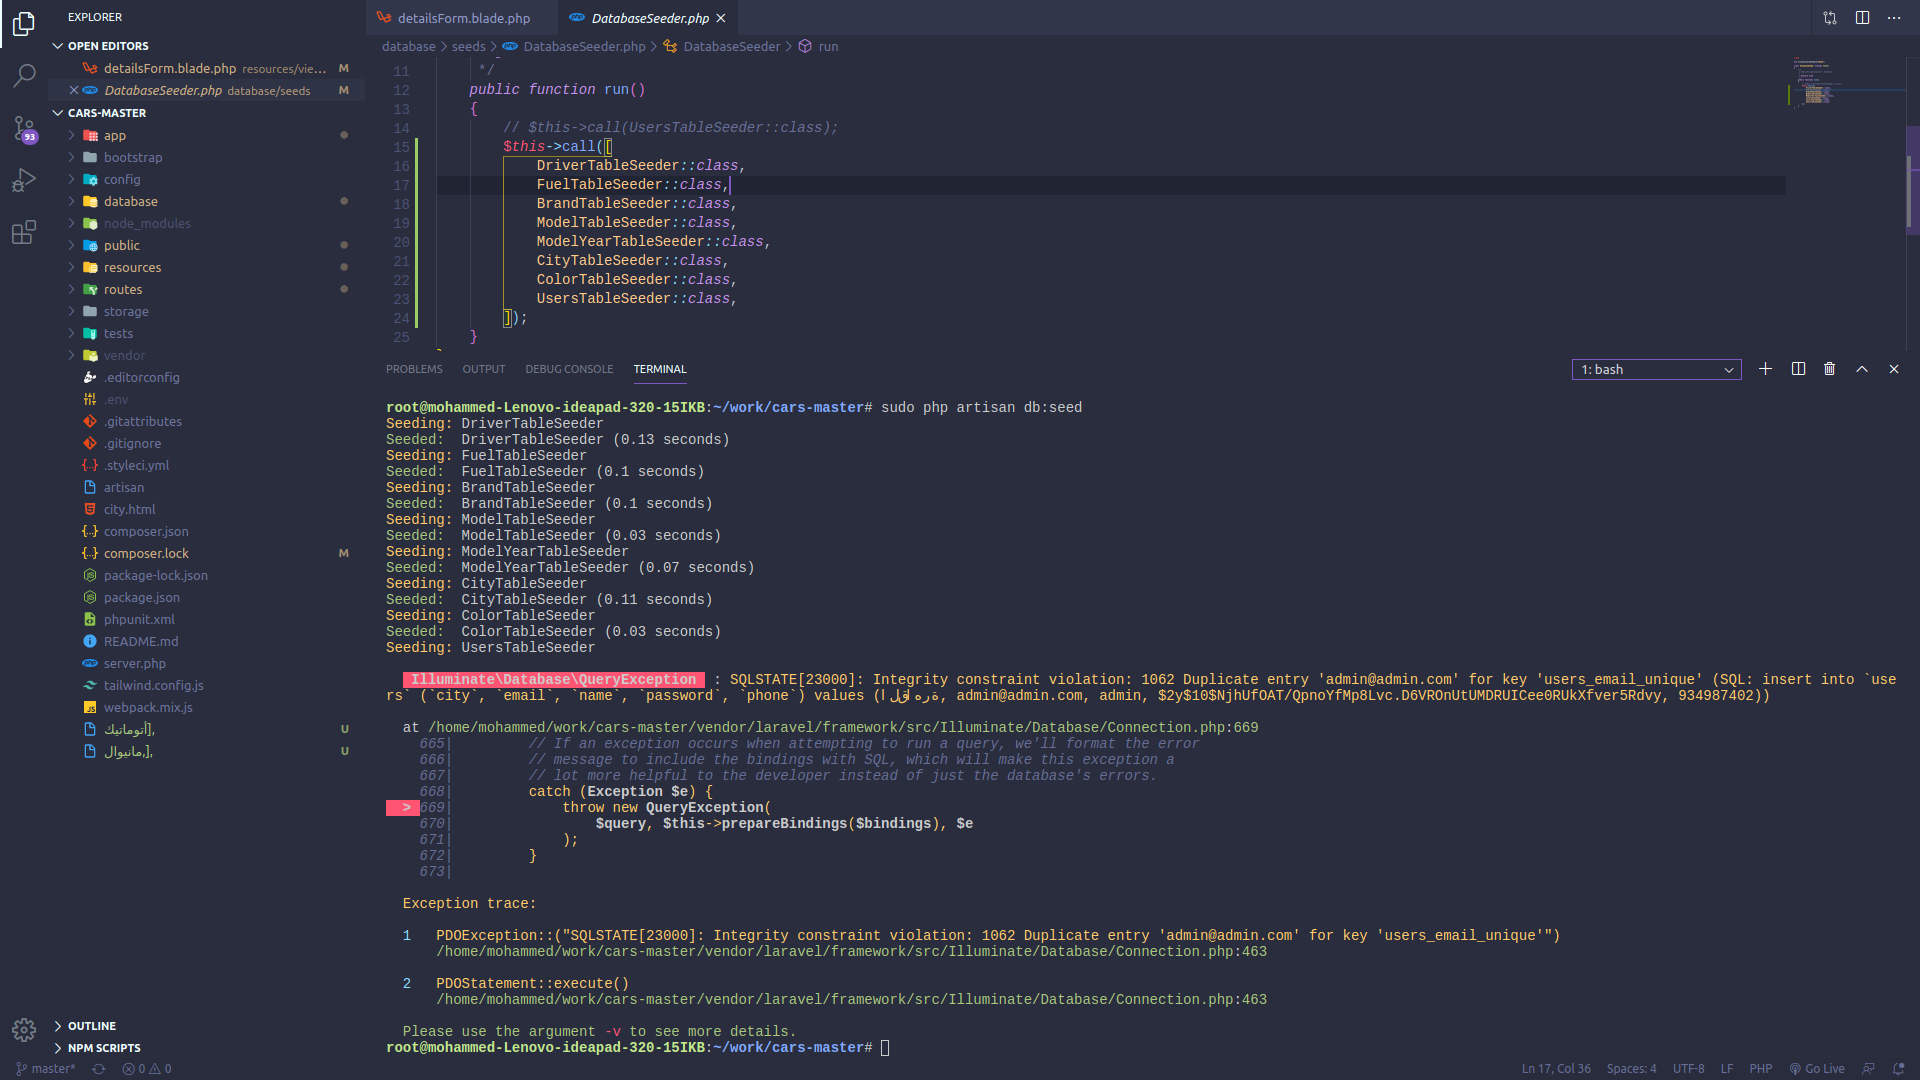 EXPLORER
OPEN EDITORS
detailsForm.blade.php resources/vie... M
DatabaseSeeder.php database/seeds M
CARS-MASTER
app
bootstrap
config
database
node_modules
public
resources
routes
storage
tests
vendor
.editorconfig
.env
.gitattributes
.gitignore
.styleci.yml
artisan
city.html
composer.json
composer.lock M
package-lock.json
package.json
phpunit.xml
README.md
server.php
tailwind.config.js
webpack.mix.js
أتوماتيك],  U
مانيوال,],  U
OUTLINE
NPM SCRIPTS
93
detailsForm.blade.php
DatabaseSeeder.php
database > seeds > DatabaseSeeder.php > DatabaseSeeder > run
11 */
12 public function run()
13 {
14 // $this->call(UsersTableSeeder::class);
15 $this->call([
16 DriverTableSeeder::class,
17 FuelTableSeeder::class,
18 BrandTableSeeder::class,
19 ModelTableSeeder::class,
20 ModelYearTableSeeder::class,
21 CityTableSeeder::class,
22 ColorTableSeeder::class,
23 UsersTableSeeder::class,
24 ]);
25 }
PROBLEMS OUTPUT DEBUG CONSOLE TERMINAL 1: bash
root@mohammed-Lenovo-ideapad-320-15IKB:~/work/cars-master# sudo php artisan db:seed
Seeding: DriverTableSeeder
Seeded: DriverTableSeeder (0.13 seconds)
Seeding: FuelTableSeeder
Seeded: FuelTableSeeder (0.1 seconds)
Seeding: BrandTableSeeder
Seeded: BrandTableSeeder (0.1 seconds)
Seeding: ModelTableSeeder
Seeded: ModelTableSeeder (0.03 seconds)
Seeding: ModelYearTableSeeder
Seeded: ModelYearTableSeeder (0.07 seconds)
Seeding: CityTableSeeder
Seeded: CityTableSeeder (0.11 seconds)
Seeding: ColorTableSeeder
Seeded: ColorTableSeeder (0.03 seconds)
Seeding: UsersTableSeeder
Illuminate\Database\QueryException : SQLSTATE[23000]: Integrity constraint violation: 1062 Duplicate entry 'admin@admin.com' for key 'users_email_unique' (SQL: insert into `use
rs` (`city`, `email`, `name`, `password`, `phone`) values (القاهرة, admin@admin.com, admin, $2y$10$NjhUfOAT/QpnoYfMp8Lvc.D6VROnUtUMDRUICee0RUkXfver5Rdvy, 934987402))
at /home/mohammed/work/cars-master/vendor/laravel/framework/src/Illuminate/Database/Connection.php:669
665| // If an exception occurs when attempting to run a query, we'll format the error
666| // message to include the bindings with SQL, which will make this exception a
667| // lot more helpful to the developer instead of just the database's errors.
668| catch (Exception $e) {
> 669| throw new QueryException(
670| $query, $this->prepareBindings($bindings), $e
671| );
672| }
673|
Exception trace:
1 PDOException::("SQLSTATE[23000]: Integrity constraint violation: 1062 Duplicate entry 'admin@admin.com' for key 'users_email_unique'")
/home/mohammed/work/cars-master/vendor/laravel/framework/src/Illuminate/Database/Connection.php:463
2 PDOStatement::execute()
/home/mohammed/work/cars-master/vendor/laravel/framework/src/Illuminate/Database/Connection.php:463
Please use the argument -v to see more details.
root@mohammed-Lenovo-ideapad-320-15IKB:~/work/cars-master#
master* 0 0 Ln 17, Col 36 Spaces: 4 UTF-8 LF PHP Go Live